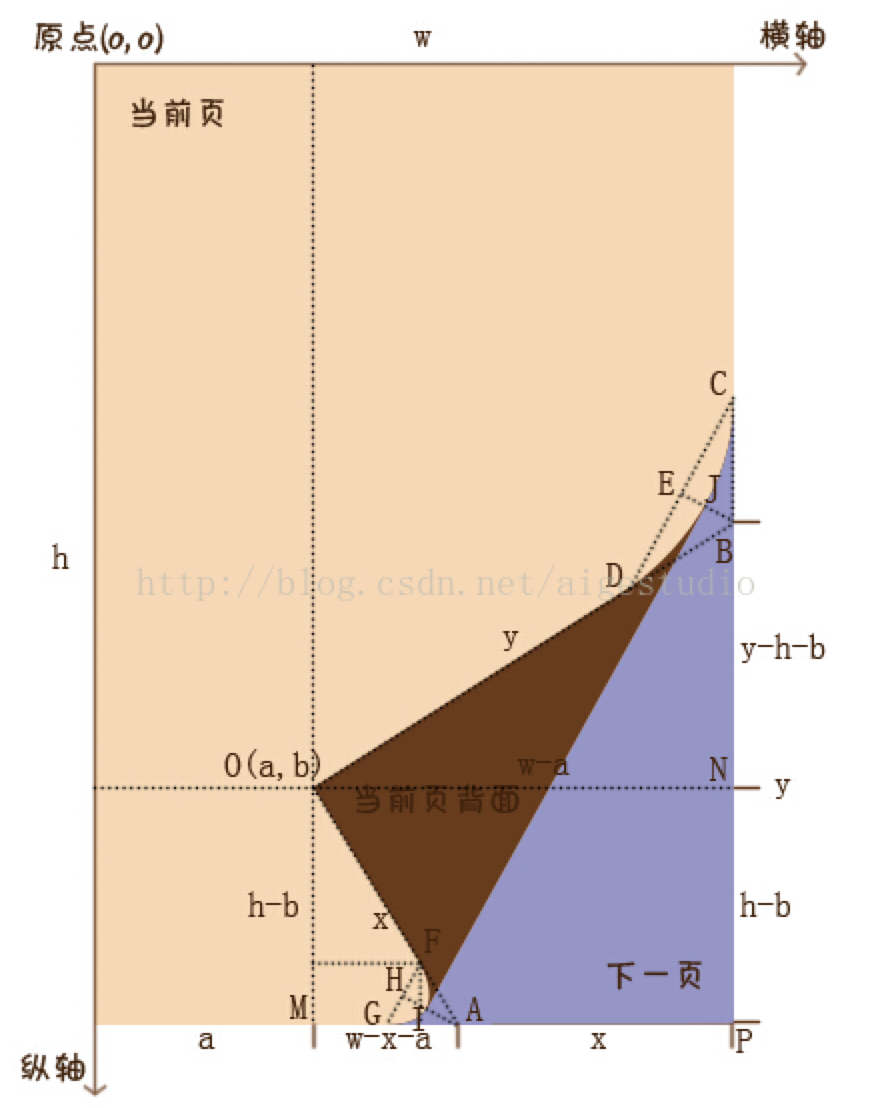 原点(o,o)
w
横轴
当前页
C
E
J
h
B
D
http://blog.csdn.net/aigestudio
y
y-h-b
O(a,b)
w-a
N
y
当前页背面
h-b
x
h-b
F
H
下一页
M
G
I
A
a
w-x-a
x
P
纵轴